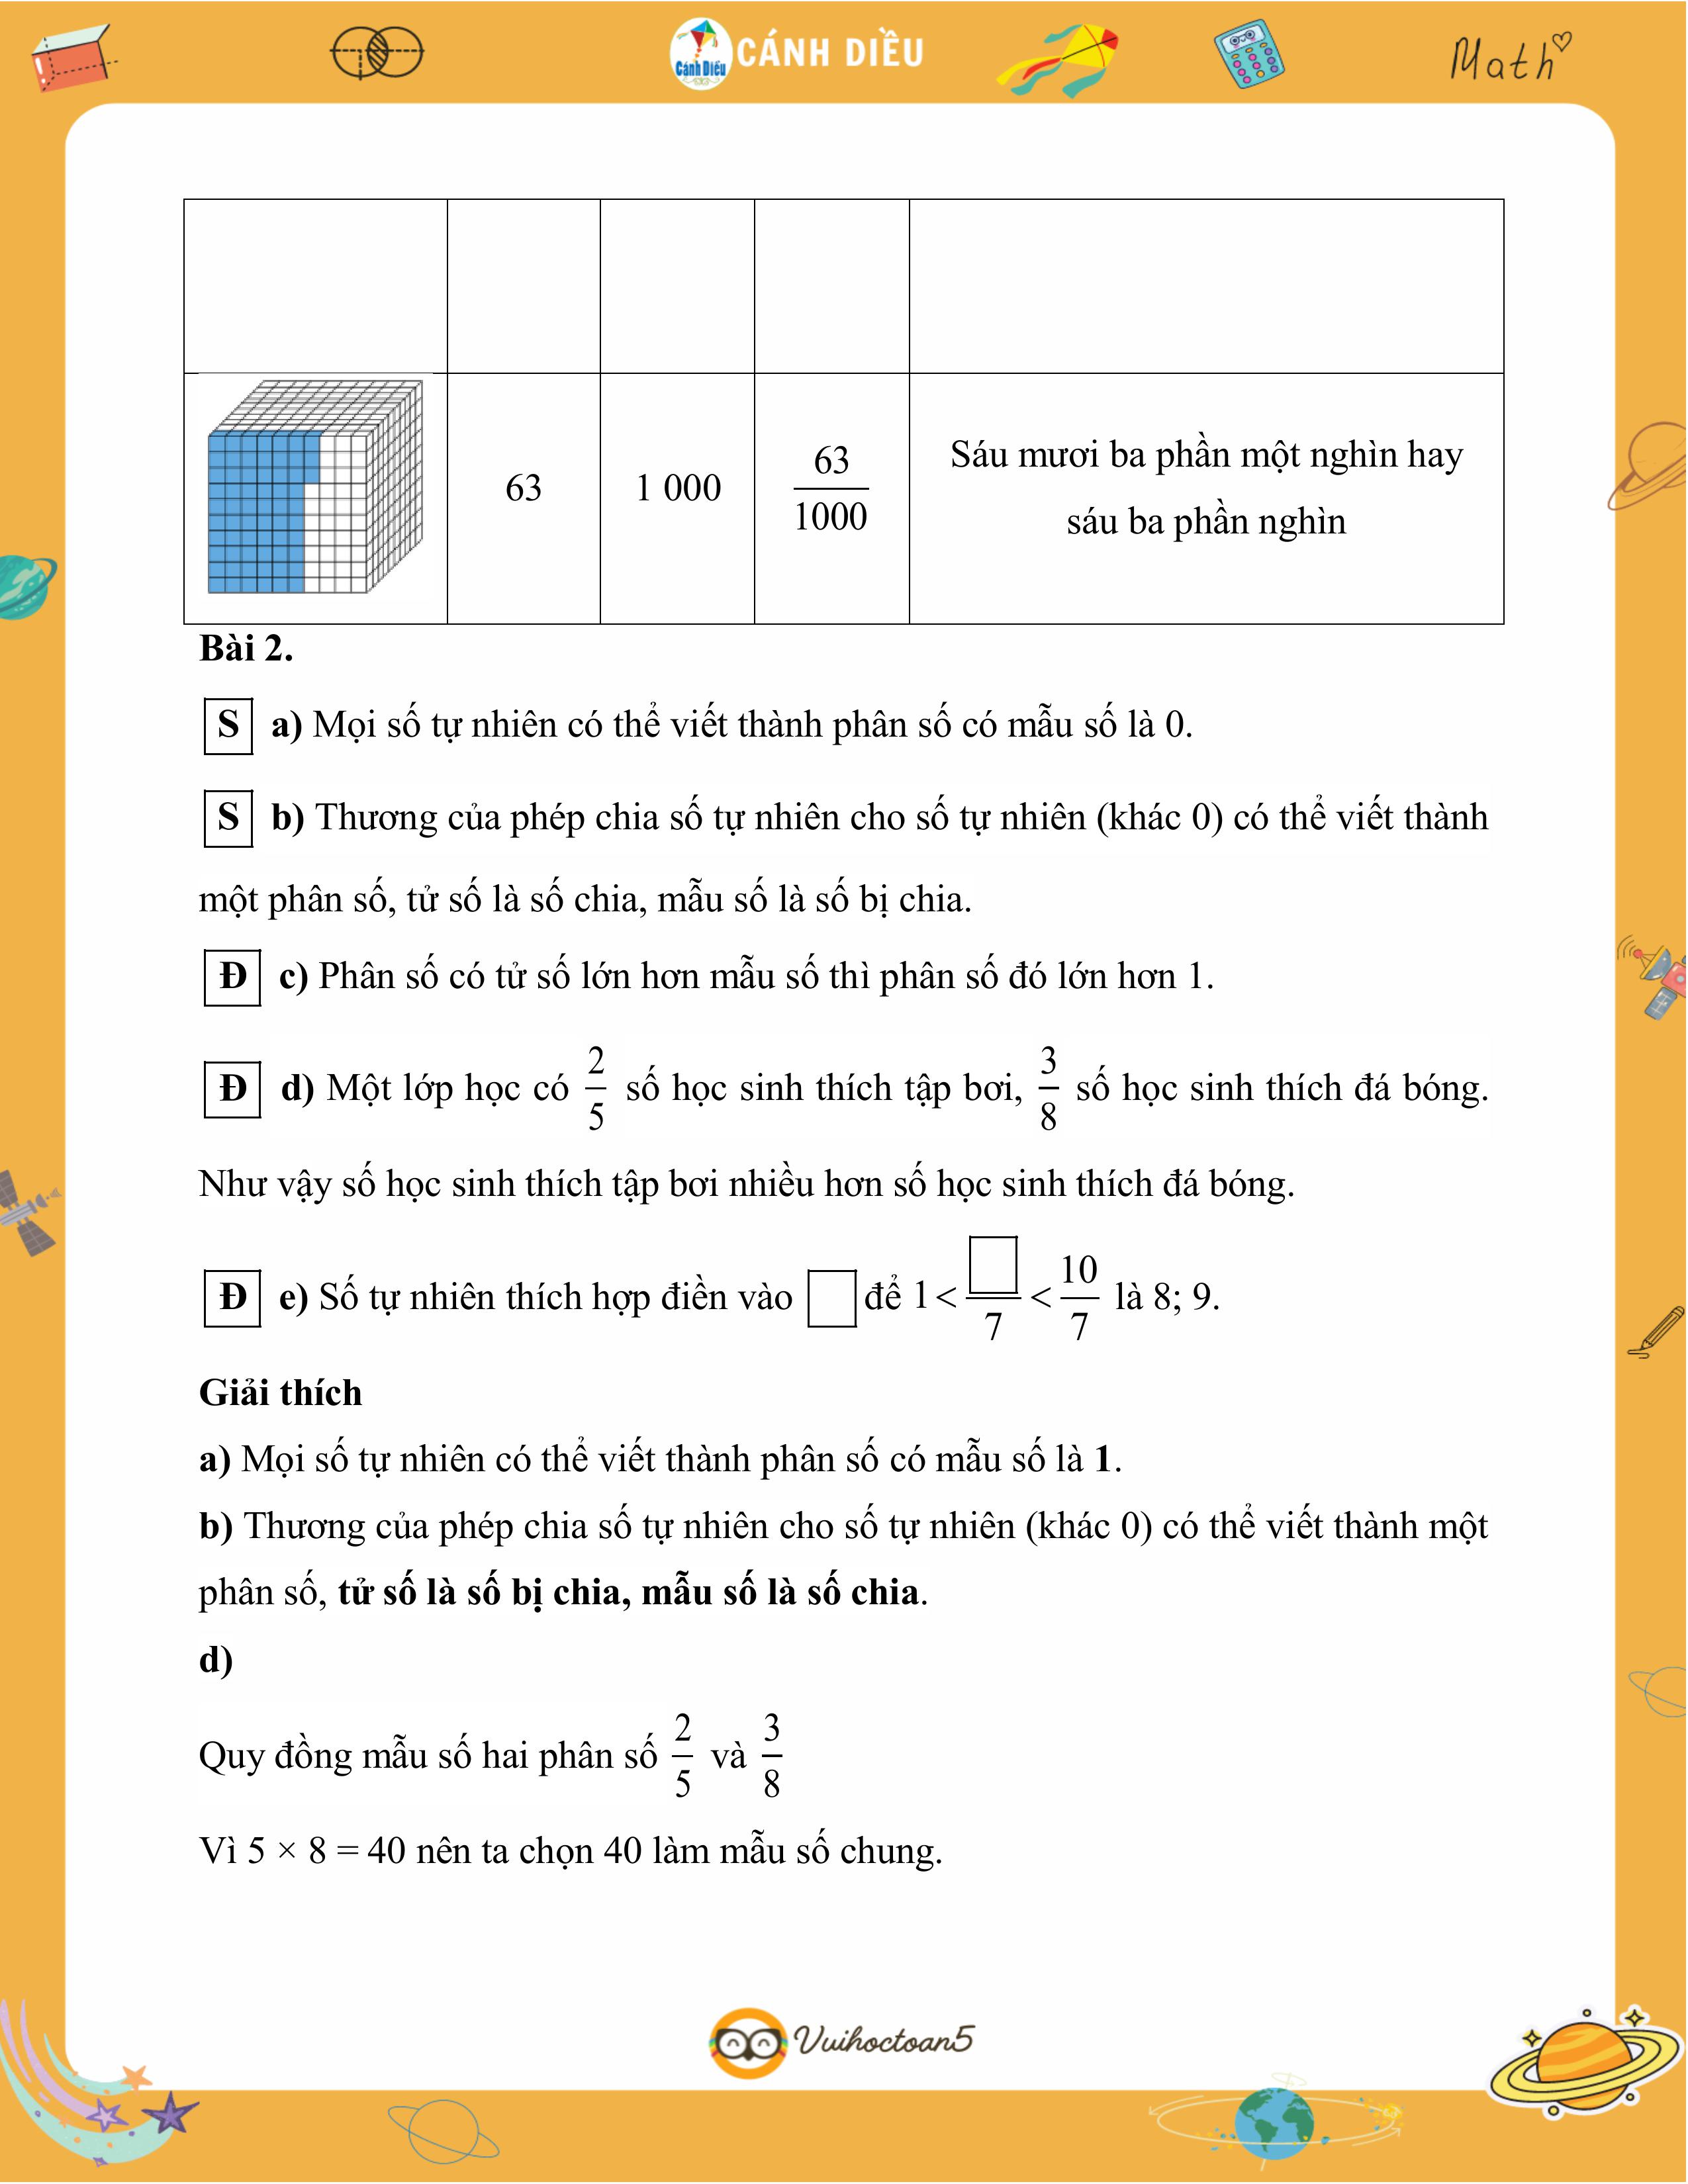 Cánh Diều CÁNH DIỀU
Math
63 1 000 63/1000 Sáu mươi ba phần một nghìn hay
sáu ba phần nghìn
Bài 2.
S a) Mọi số tự nhiên có thể viết thành phân số có mẫu số là 0.
S b) Thương của phép chia số tự nhiên cho số tự nhiên (khác 0) có thể viết thành
một phân số, tử số là số chia, mẫu số là số bị chia.
Đ c) Phân số có tử số lớn hơn mẫu số thì phân số đó lớn hơn 1.
Đ d) Một lớp học có 2/5 số học sinh thích tập bơi, 3/8 số học sinh thích đá bóng.
Như vậy số học sinh thích tập bơi nhiều hơn số học sinh thích đá bóng.
Đ e) Số tự nhiên thích hợp điền vào □ để 1 < □/7 < 10/7 là 8; 9.
Giải thích
a) Mọi số tự nhiên có thể viết thành phân số có mẫu số là 1.
b) Thương của phép chia số tự nhiên cho số tự nhiên (khác 0) có thể viết thành một
phân số, tử số là số bị chia, mẫu số là số chia.
d)
Quy đồng mẫu số hai phân số 2/5 và 3/8
Vì 5 × 8 = 40 nên ta chọn 40 làm mẫu số chung.
Vuihoctoan5